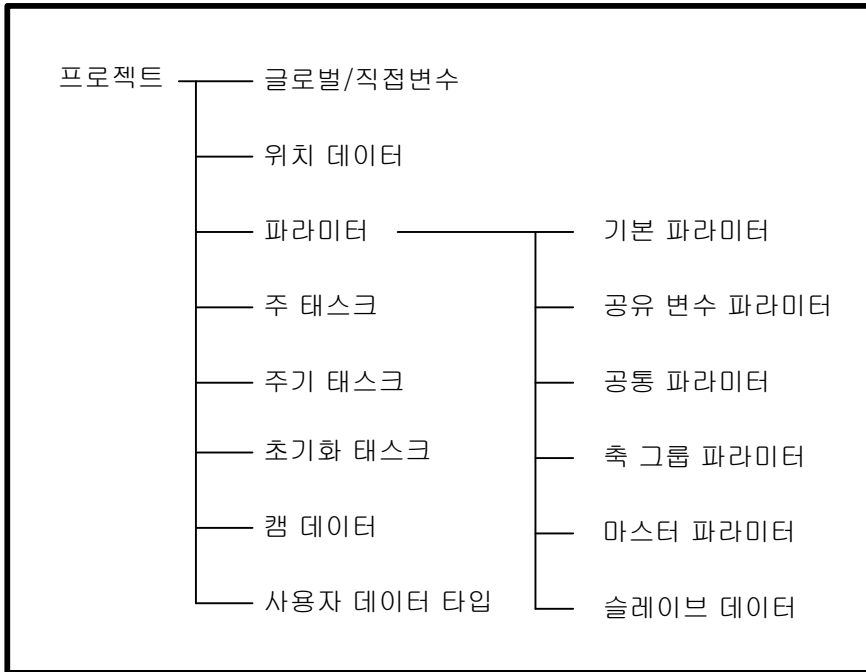 프로젝트
글로벌/직접변수
위치 데이터
파라미터
주 태스크
주기 태스크
초기화 태스크
캠 데이터
사용자 데이터 타입
기본 파라미터
공유 변수 파라미터
공통 파라미터
축 그룹 파라미터
마스터 파라미터
슬레이브 데이터